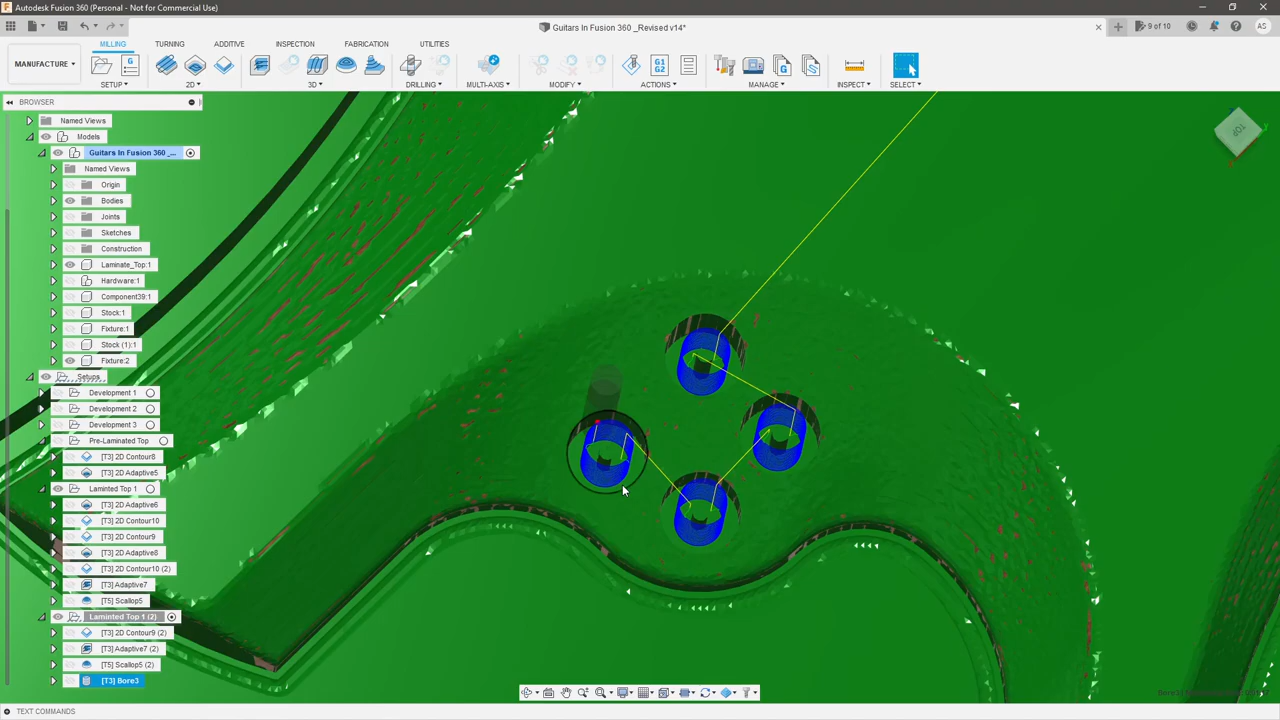 Autodesk Fusion 360 (Personal - Not for Commercial Use)
Guitars In Fusion 360 _Revised v14*
9 of 10
AS
MANUFACTURE
MILLING
TURNING
ADDITIVE
INSPECTION
FABRICATION
UTILITIES
SETUP
2D
3D
DRILLING
MULTI-AXIS
MODIFY
ACTIONS
MANAGE
INSPECT
SELECT
G1
G2
BROWSER
TOP
Named Views
Models
Guitars In Fusion 360 _...
Named Views
Origin
Bodies
Joints
Sketches
Construction
Laminate_Top:1
Hardware:1
Component39:1
Stock:1
Fixture:1
Stock (1):1
Fixture:2
Setups
Development 1
Development 2
Development 3
Pre-Laminated Top
[T3] 2D Contour8
[T3] 2D Adaptive5
Laminted Top 1
[T3] 2D Adaptive6
[T3] 2D Contour10
[T3] 2D Contour9
[T3] 2D Adaptive8
[T3] 2D Contour10 (2)
[T3] Adaptive7
[T5] Scallop5
Laminted Top 1 (2)
[T3] 2D Contour9 (2)
[T3] Adaptive7 (2)
[T5] Scallop5 (2)
[T3] Bore3
TEXT COMMANDS